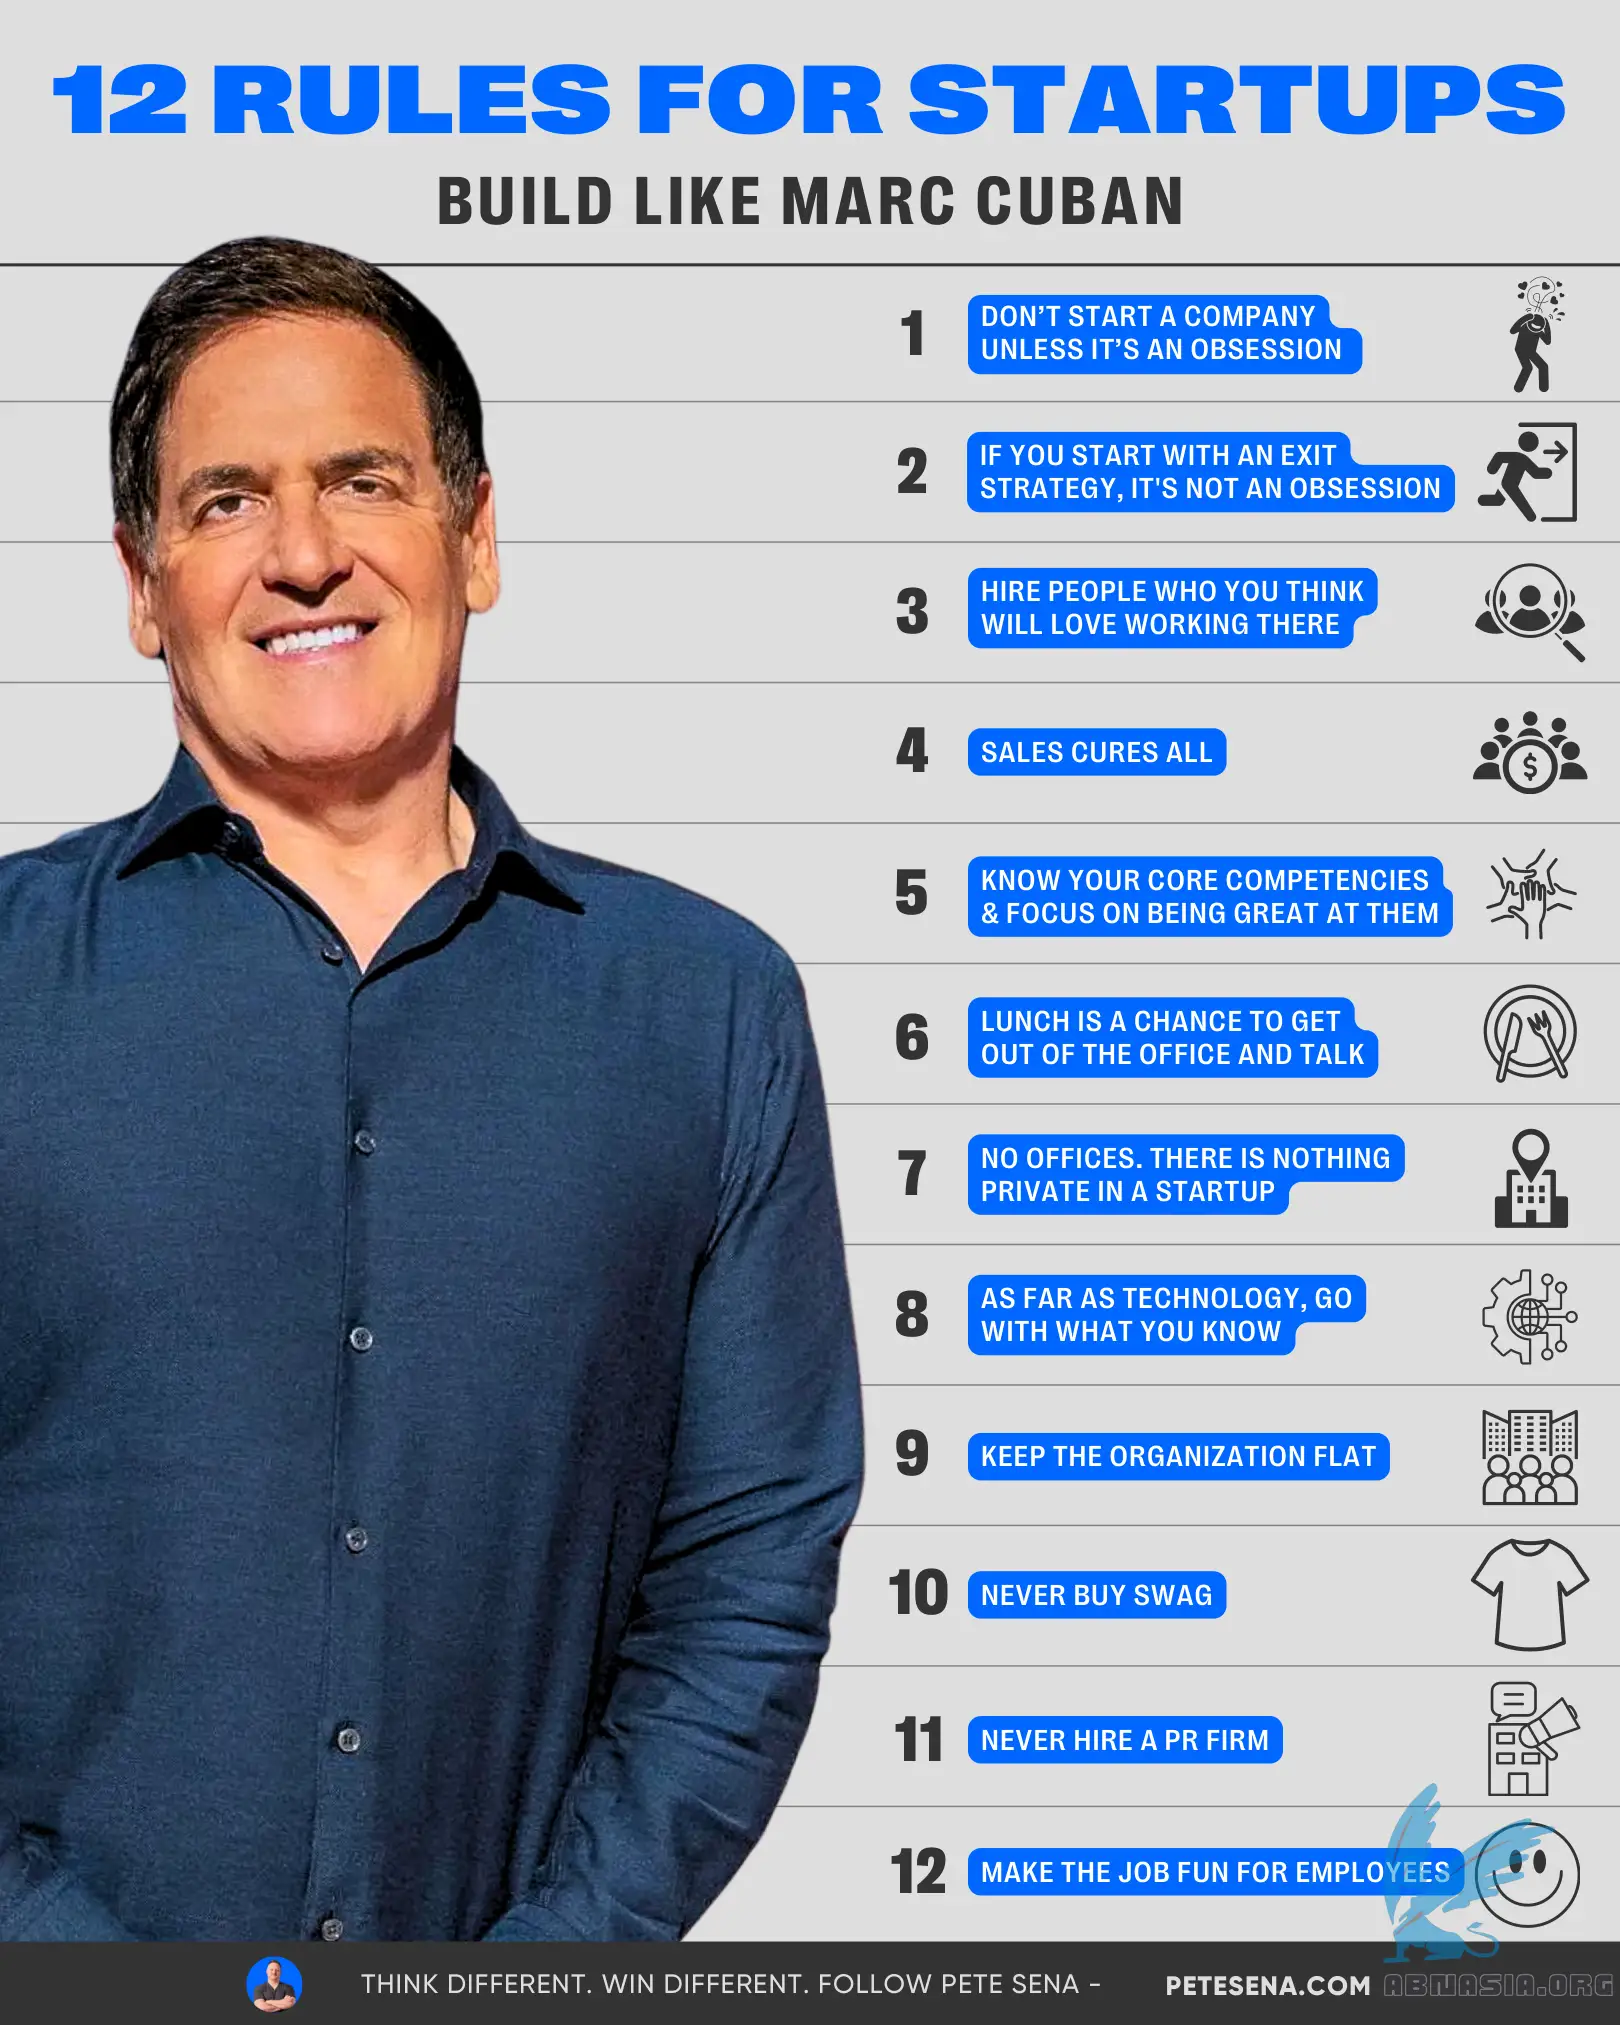 12 RULES FOR STARTUPS
BUILD LIKE MARC CUBAN
1
DON’T START A COMPANY
UNLESS IT’S AN OBSESSION
2
IF YOU START WITH AN EXIT
STRATEGY, IT'S NOT AN OBSESSION
3
HIRE PEOPLE WHO YOU THINK
WILL LOVE WORKING THERE
4
SALES CURES ALL
$
5
KNOW YOUR CORE COMPETENCIES
& FOCUS ON BEING GREAT AT THEM
6
LUNCH IS A CHANCE TO GET
OUT OF THE OFFICE AND TALK
7
NO OFFICES. THERE IS NOTHING
PRIVATE IN A STARTUP
8
AS FAR AS TECHNOLOGY, GO
WITH WHAT YOU KNOW
9
KEEP THE ORGANIZATION FLAT
10
NEVER BUY SWAG
11
NEVER HIRE A PR FIRM
12
MAKE THE JOB FUN FOR EMPLOYEES
THINK DIFFERENT. WIN DIFFERENT. FOLLOW PETE SENA - PETESENA.COM
ABNASIA.ORG